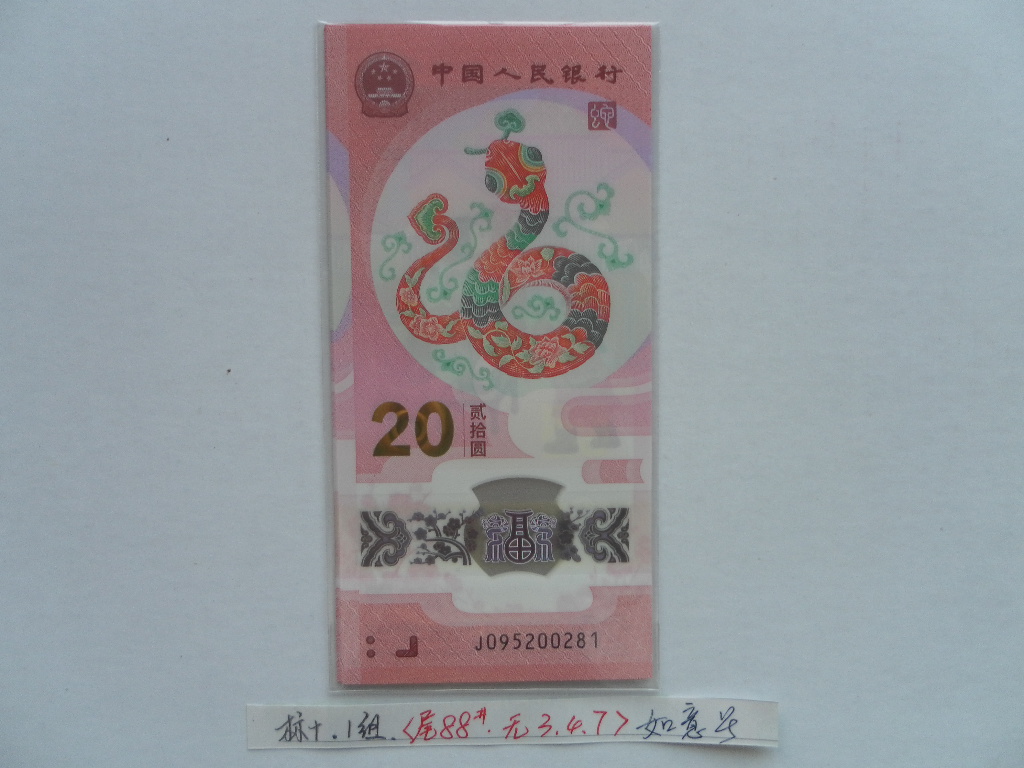 中国人民银行
蛇
20 贰拾圆
J095200281
标十.1组.<尾88#.无3.4.7>如意号